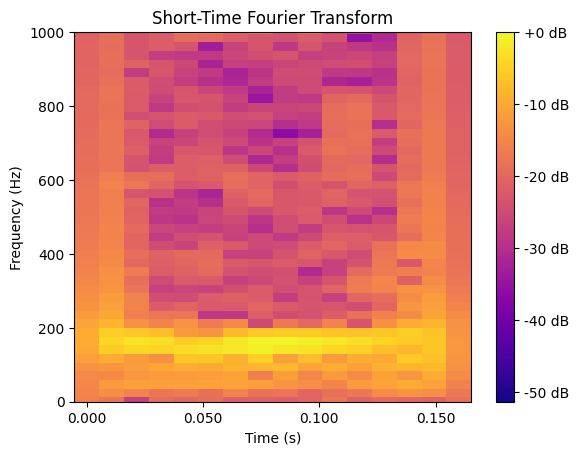 Short-Time Fourier Transform
Frequency (Hz)
1000
800
600
400
200
0
0.000
0.050
0.100
0.150
Time (s)
+0 dB
-10 dB
-20 dB
-30 dB
-40 dB
-50 dB